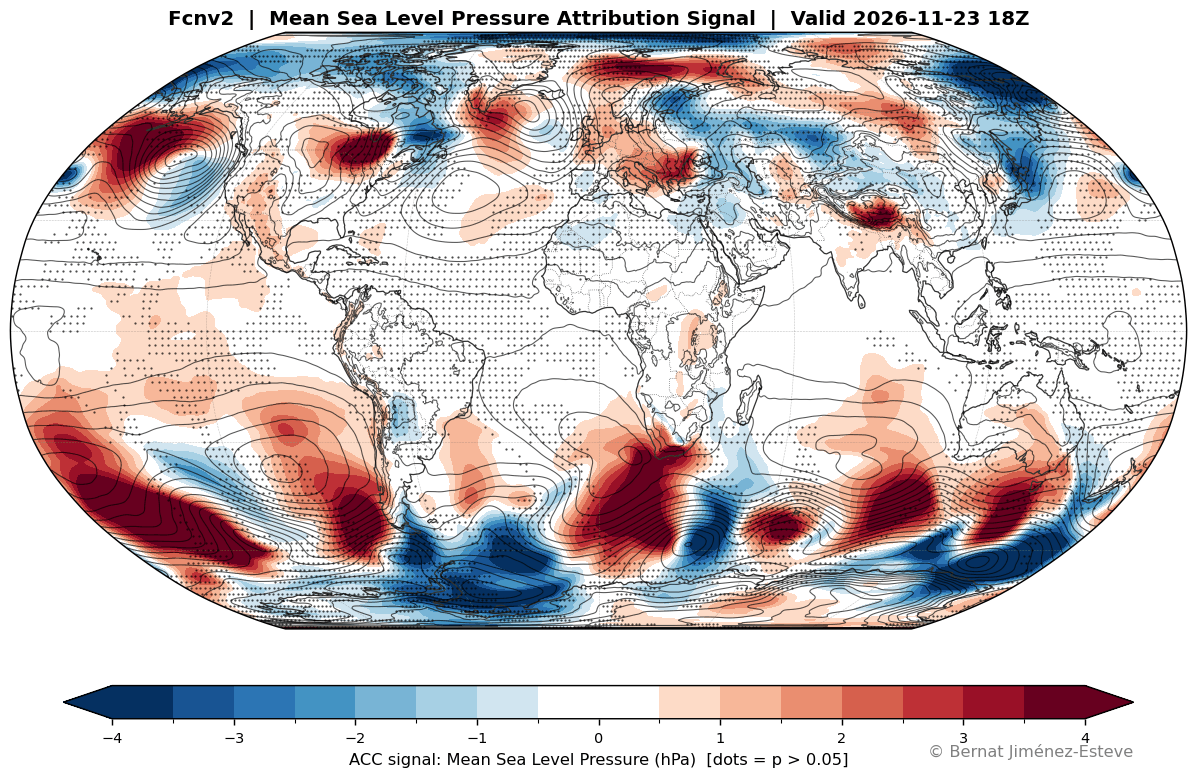 Fcnv2 | Mean Sea Level Pressure Attribution Signal | Valid 2026-11-23 18Z
−4 −3 −2 −1 0 1 2 3 4
ACC signal: Mean Sea Level Pressure (hPa) [dots = p > 0.05]
© Bernat Jiménez-Esteve